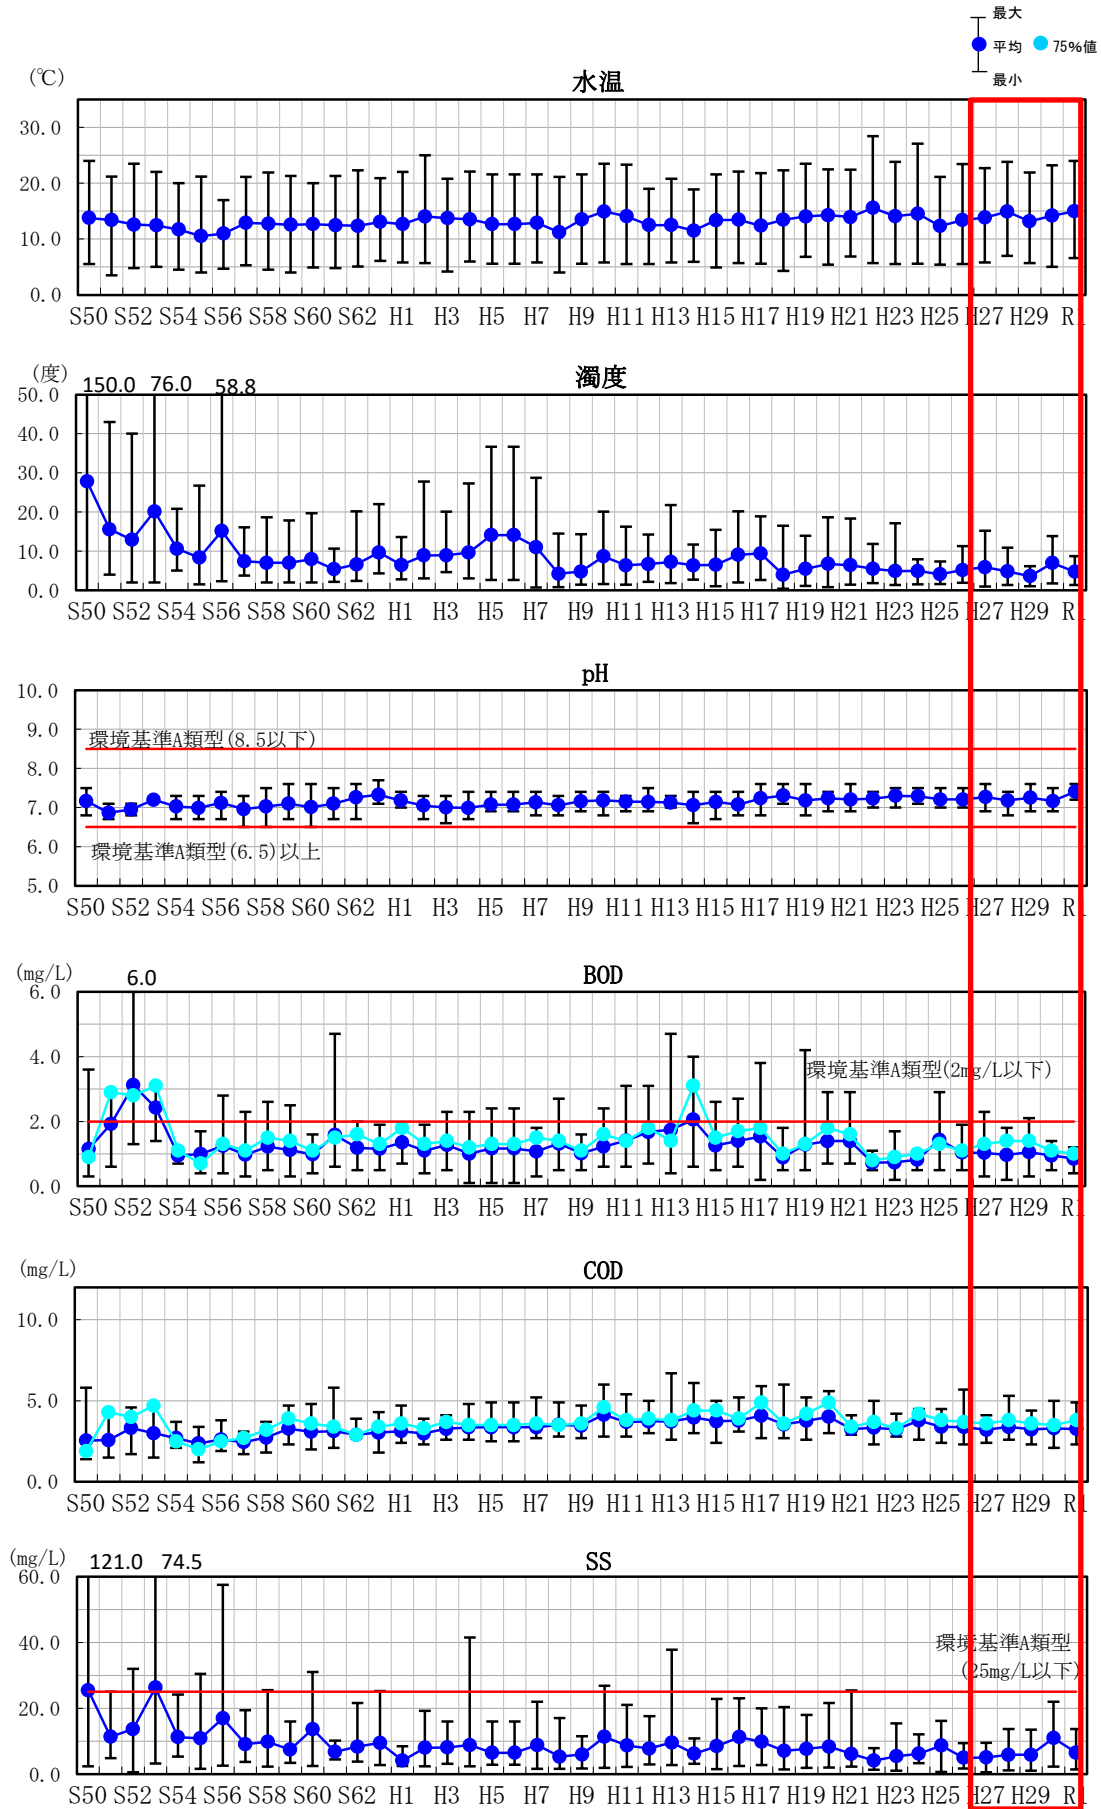 最大
平均 75%値
最小
(℃)
水温
30.0
20.0
10.0
0.0
S50 S52 S54 S56 S58 S60 S62 H1 H3 H5 H7 H9 H11 H13 H15 H17 H19 H21 H23 H25 H27 H29 R1
(度)
濁度
150.0 76.0 58.8
50.0
40.0
30.0
20.0
10.0
0.0
S50 S52 S54 S56 S58 S60 S62 H1 H3 H5 H7 H9 H11 H13 H15 H17 H19 H21 H23 H25 H27 H29 R1
pH
10.0
9.0
環境基準A類型(8.5以下)
8.0
7.0
6.0
環境基準A類型(6.5)以上
5.0
S50 S52 S54 S56 S58 S60 S62 H1 H3 H5 H7 H9 H11 H13 H15 H17 H19 H21 H23 H25 H27 H29 R1
(mg/L)
BOD
6.0
6.0
4.0
環境基準A類型(2mg/L以下)
2.0
0.0
S50 S52 S54 S56 S58 S60 S62 H1 H3 H5 H7 H9 H11 H13 H15 H17 H19 H21 H23 H25 H27 H29 R1
(mg/L)
COD
10.0
5.0
0.0
S50 S52 S54 S56 S58 S60 S62 H1 H3 H5 H7 H9 H11 H13 H15 H17 H19 H21 H23 H25 H27 H29 R1
(mg/L)
SS
121.0 74.5
60.0
40.0
環境基準A類型
(25mg/L以下)
20.0
0.0
S50 S52 S54 S56 S58 S60 S62 H1 H3 H5 H7 H9 H11 H13 H15 H17 H19 H21 H23 H25 H27 H29 R1